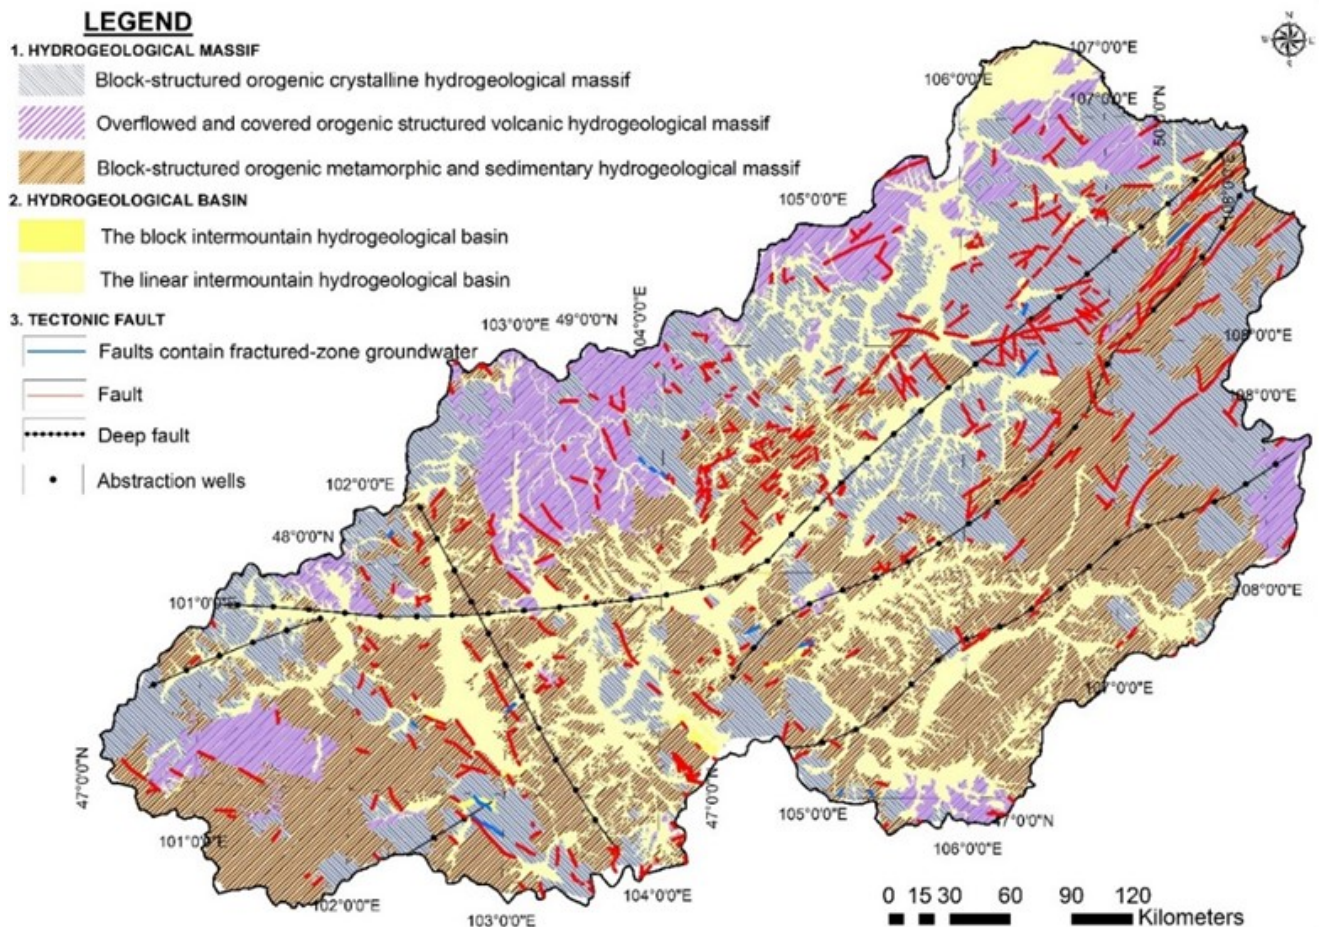 LEGEND
1. HYDROGEOLOGICAL MASSIF
Block-structured orogenic crystalline hydrogeological massif
Overflowed and covered orogenic structured volcanic hydrogeological massif
Block-structured orogenic metamorphic and sedimentary hydrogeological massif
2. HYDROGEOLOGICAL BASIN
The block intermountain hydrogeological basin
The linear intermountain hydrogeological basin
3. TECTONIC FAULT
Faults contain fractured-zone groundwater
Fault
Deep fault
Abstraction wells
N
W E
S
107°0'0"E
106°0'0"E
107°0'0"E
50°0'0"N
108°0'0"E
105°0'0"E
104°0'0"E
103°0'0"E 49°0'0"N
108°0'0"E
108°0'0"E
102°0'0"E
48°0'0"N
101°0'0"E
108°0'0"E
107°0'0"E
47°0'0"N
47°0'0"N
105°0'0"E
47°0'0"N
101°0'0"E
106°0'0"E
104°0'0"E
102°0'0"E
103°0'0"E
0 15 30 60 90 120
Kilometers